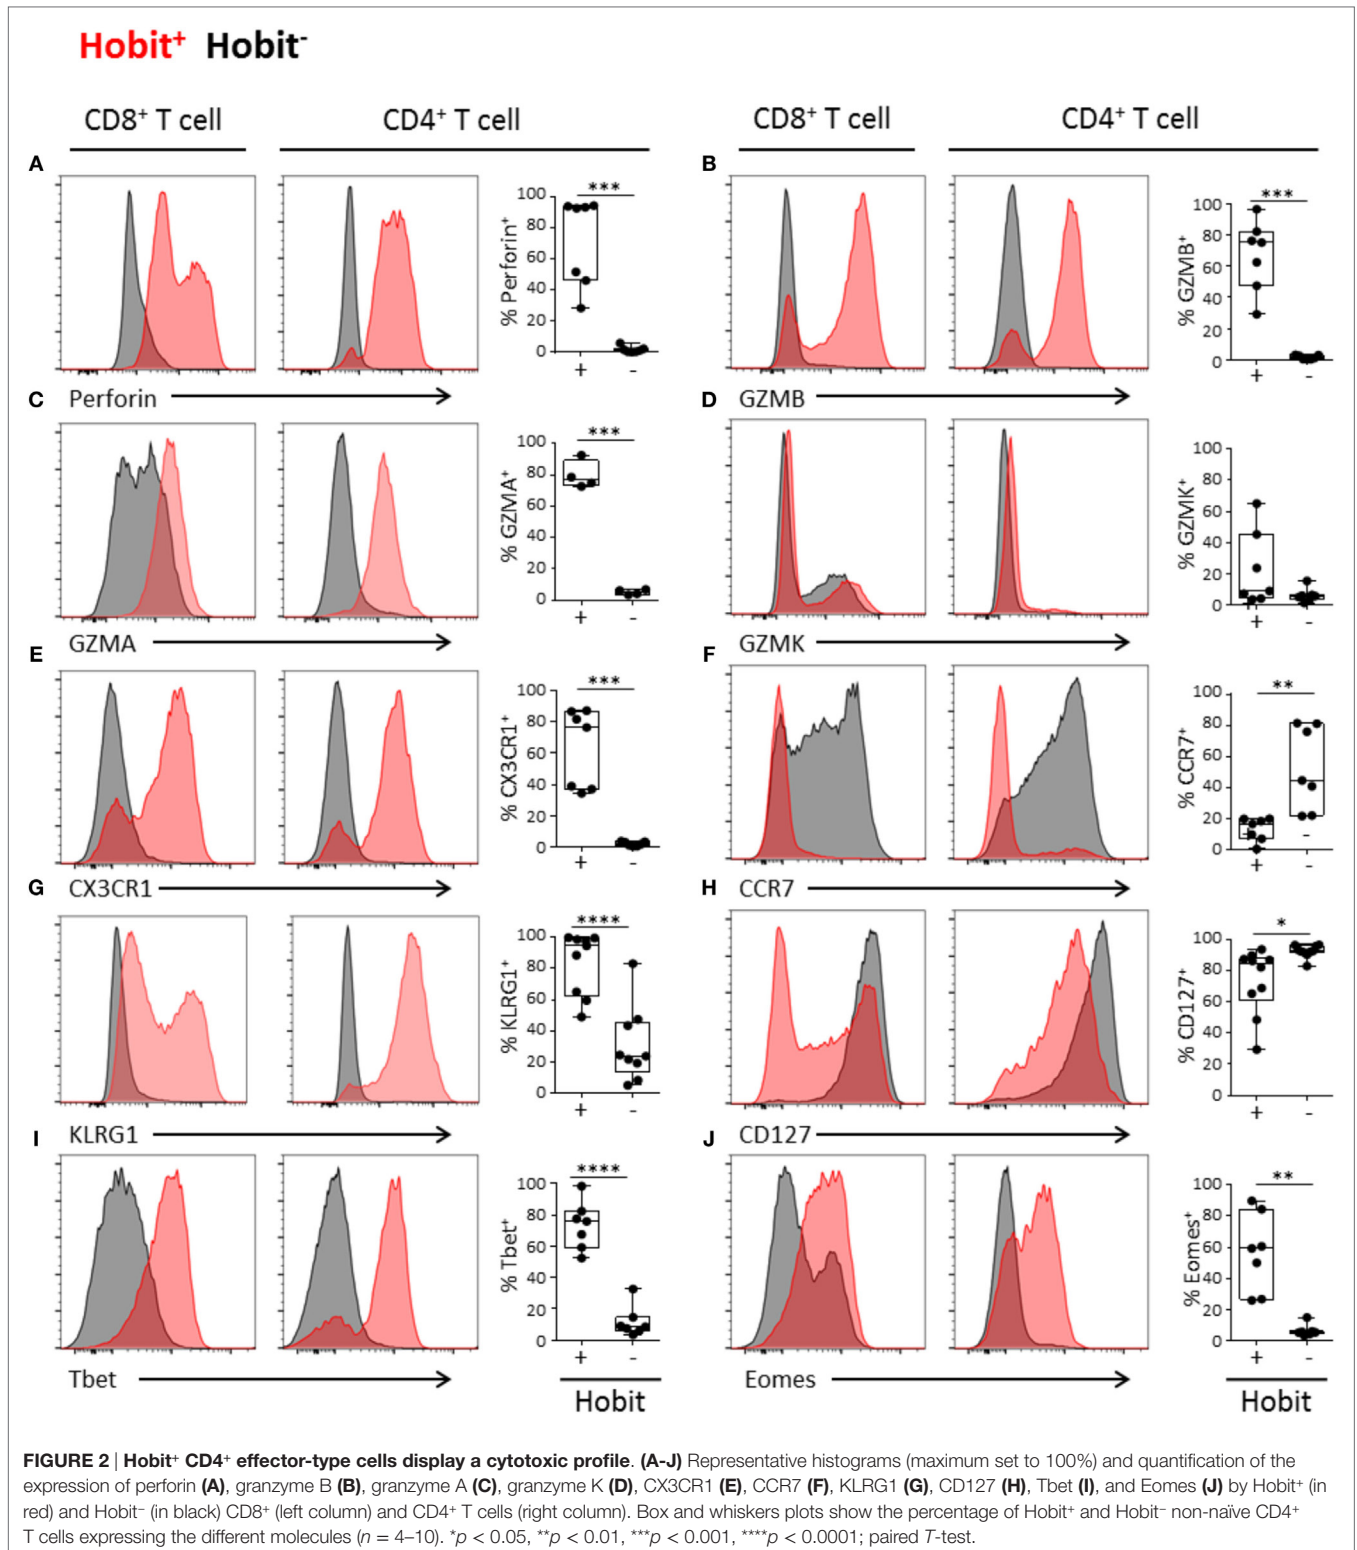 Hobit⁺ Hobit⁻
CD8⁺ T cell
CD4⁺ T cell
CD8⁺ T cell
CD4⁺ T cell
A
% Perforin⁺
100
80
60
40
20
0
***
+ -
Perforin
B
% GZMB⁺
100
80
60
40
20
0
***
+ -
GZMB
C
% GZMA⁺
100
80
60
40
20
0
***
+ -
GZMA
D
% GZMK⁺
100
80
60
40
20
0
+ -
GZMK
E
% CX3CR1⁺
100
80
60
40
20
0
***
+ -
CX3CR1
F
% CCR7⁺
100
80
60
40
20
0
**
+ -
CCR7
G
% KLRG1⁺
100
80
60
40
20
0
****
+ -
KLRG1
H
% CD127⁺
100
80
60
40
20
0
*
+ -
CD127
I
% Tbet⁺
100
80
60
40
20
0
****
+ -
Tbet
Hobit
J
% Eomes⁺
100
80
60
40
20
0
**
+ -
Eomes
Hobit
FIGURE 2 | Hobit⁺ CD4⁺ effector-type cells display a cytotoxic profile. (A-J) Representative histograms (maximum set to 100%) and quantification of the
expression of perforin (A), granzyme B (B), granzyme A (C), granzyme K (D), CX3CR1 (E), CCR7 (F), KLRG1 (G), CD127 (H), Tbet (I), and Eomes (J) by Hobit⁺ (in
red) and Hobit⁻ (in black) CD8⁺ (left column) and CD4⁺ T cells (right column). Box and whiskers plots show the percentage of Hobit⁺ and Hobit⁻ non-naïve CD4⁺
T cells expressing the different molecules (n = 4–10). *p < 0.05, **p < 0.01, ***p < 0.001, ****p < 0.0001; paired T-test.